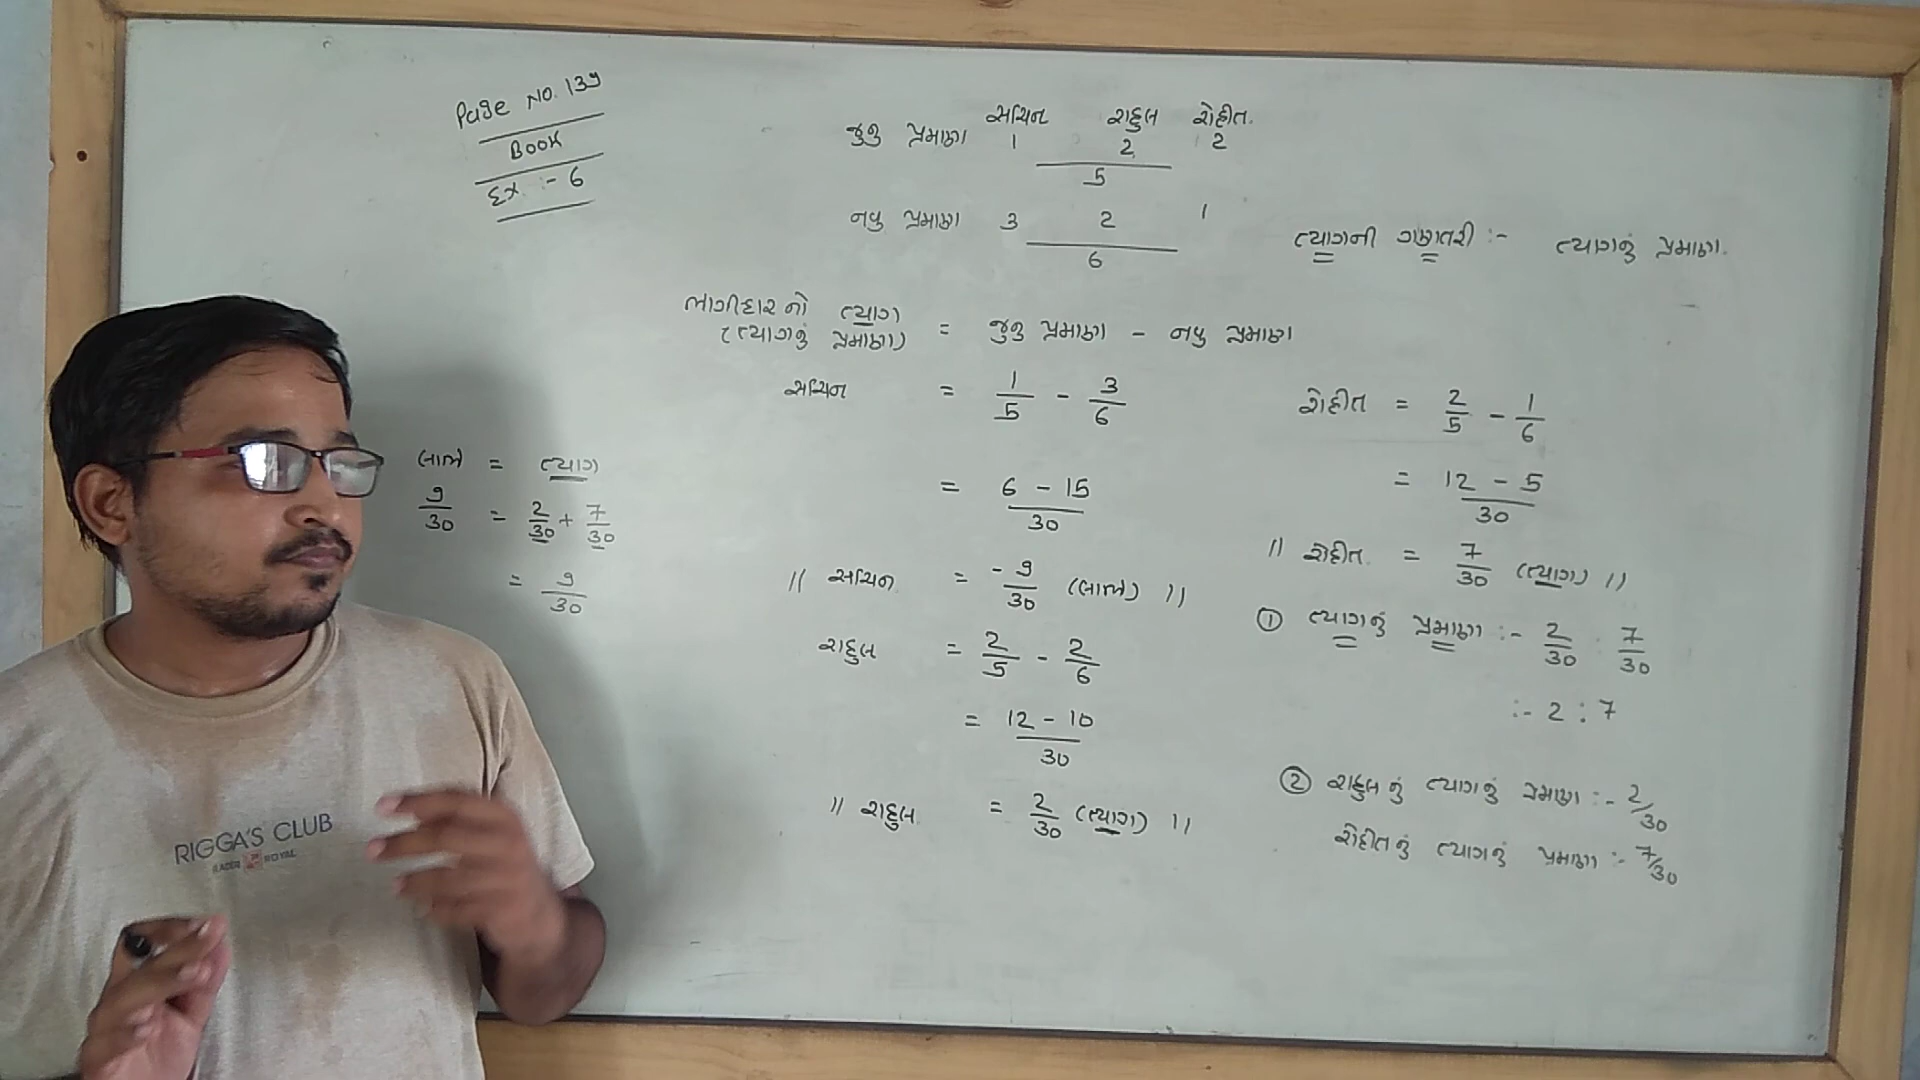 Page NO. 139
BOOK
Ex :- 6
સચિન રાહુલ રોહીત.
જુનુ પ્રમાણ 1 2 2
5
નવુ પ્રમાણ 3 2 1
6
ત્યાગની ગણતરી :- ત્યાગનું પ્રમાણ.
ભાગીદાર નો ત્યાગ
(ત્યાગનું પ્રમાણ) = જુનુ પ્રમાણ - નવુ પ્રમાણ
સચિન = 1/5 - 3/6
= 6 - 15 / 30
// સચિન = - 9/30 (લાભ) //
રાહુલ = 2/5 - 2/6
= 12 - 10 / 30
// રાહુલ = 2/30 (ત્યાગ) //
રોહીત = 2/5 - 1/6
= 12 - 5 / 30
// રોહીત = 7/30 (ત્યાગ) //
① ત્યાગનું પ્રમાણ :- 2/30 : 7/30
:- 2 : 7
② રાહુલ નું ત્યાગનું પ્રમાણ :- 2/30
રોહીતનું ત્યાગનું પ્રમાણ :- 7/30
લાભ = ત્યાગ
9/30 = 2/30 + 7/30
= 9/30
RIGGA'S CLUB
ROYAL